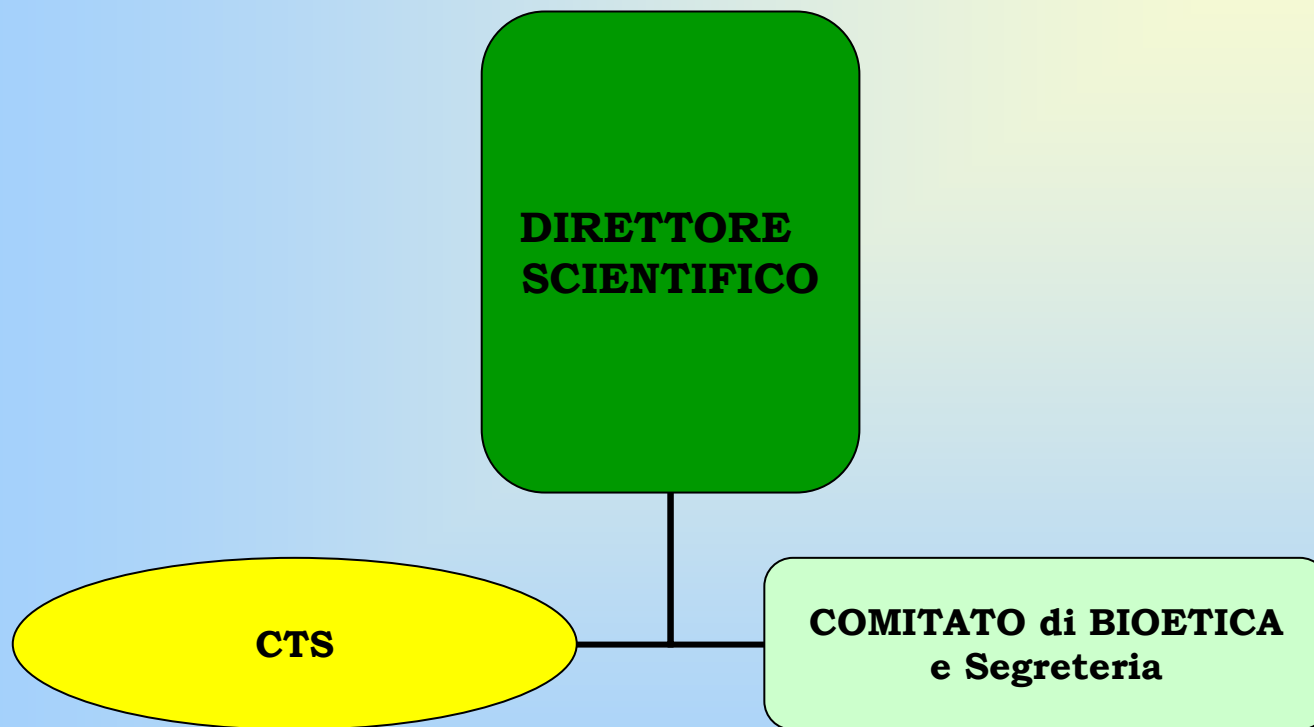 DIRETTORE
SCIENTIFICO
CTS
COMITATO di BIOETICA
e Segreteria